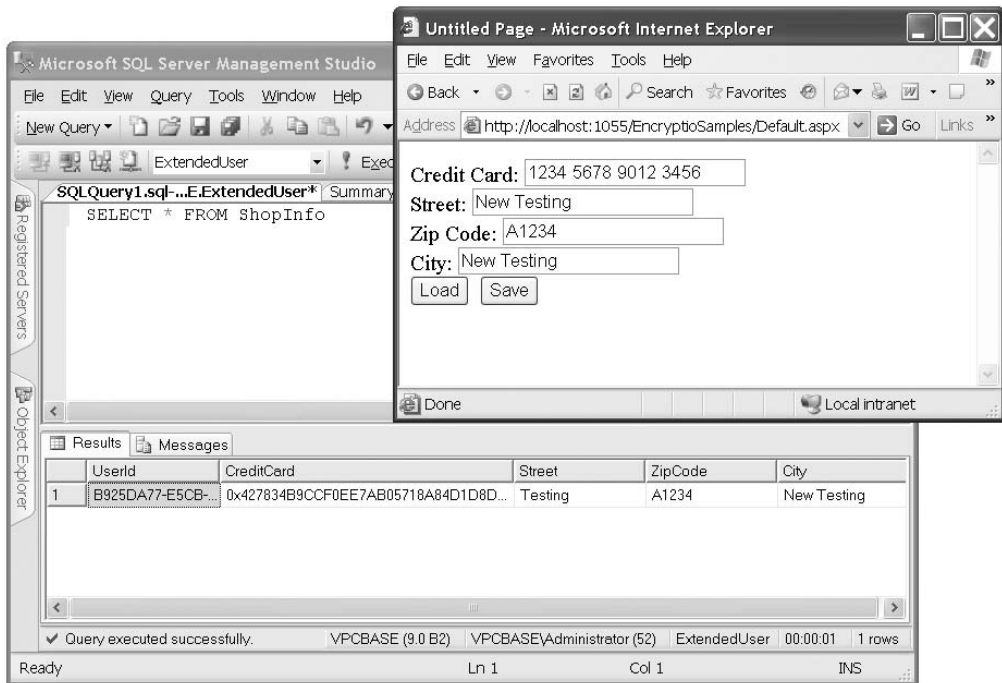 Untitled Page - Microsoft Internet Explorer
File Edit View Favorites Tools Help
Back Search Favorites
Address http://localhost:1055/EncryptioSamples/Default.aspx Go Links
Credit Card: 1234 5678 9012 3456
Street: New Testing
Zip Code: A1234
City: New Testing
Load Save
Done Local intranet
Microsoft SQL Server Management Studio
File Edit View Query Tools Window Help
New Query
ExtendedUser Exec
SQLQuery1.sql-...E.ExtendedUser* Summary
SELECT * FROM ShopInfo
Registered Servers
Object Explorer
Results Messages
UserId CreditCard Street ZipCode City
1 B925DA77-E5CB-... 0x427834B9CCF0EE7AB05718A84D1D8D... Testing A1234 New Testing
Query executed successfully. VPCBASE (9.0 B2) VPCBASE\Administrator (52) ExtendedUser 00:00:01 1 rows
Ready Ln 1 Col 1 INS